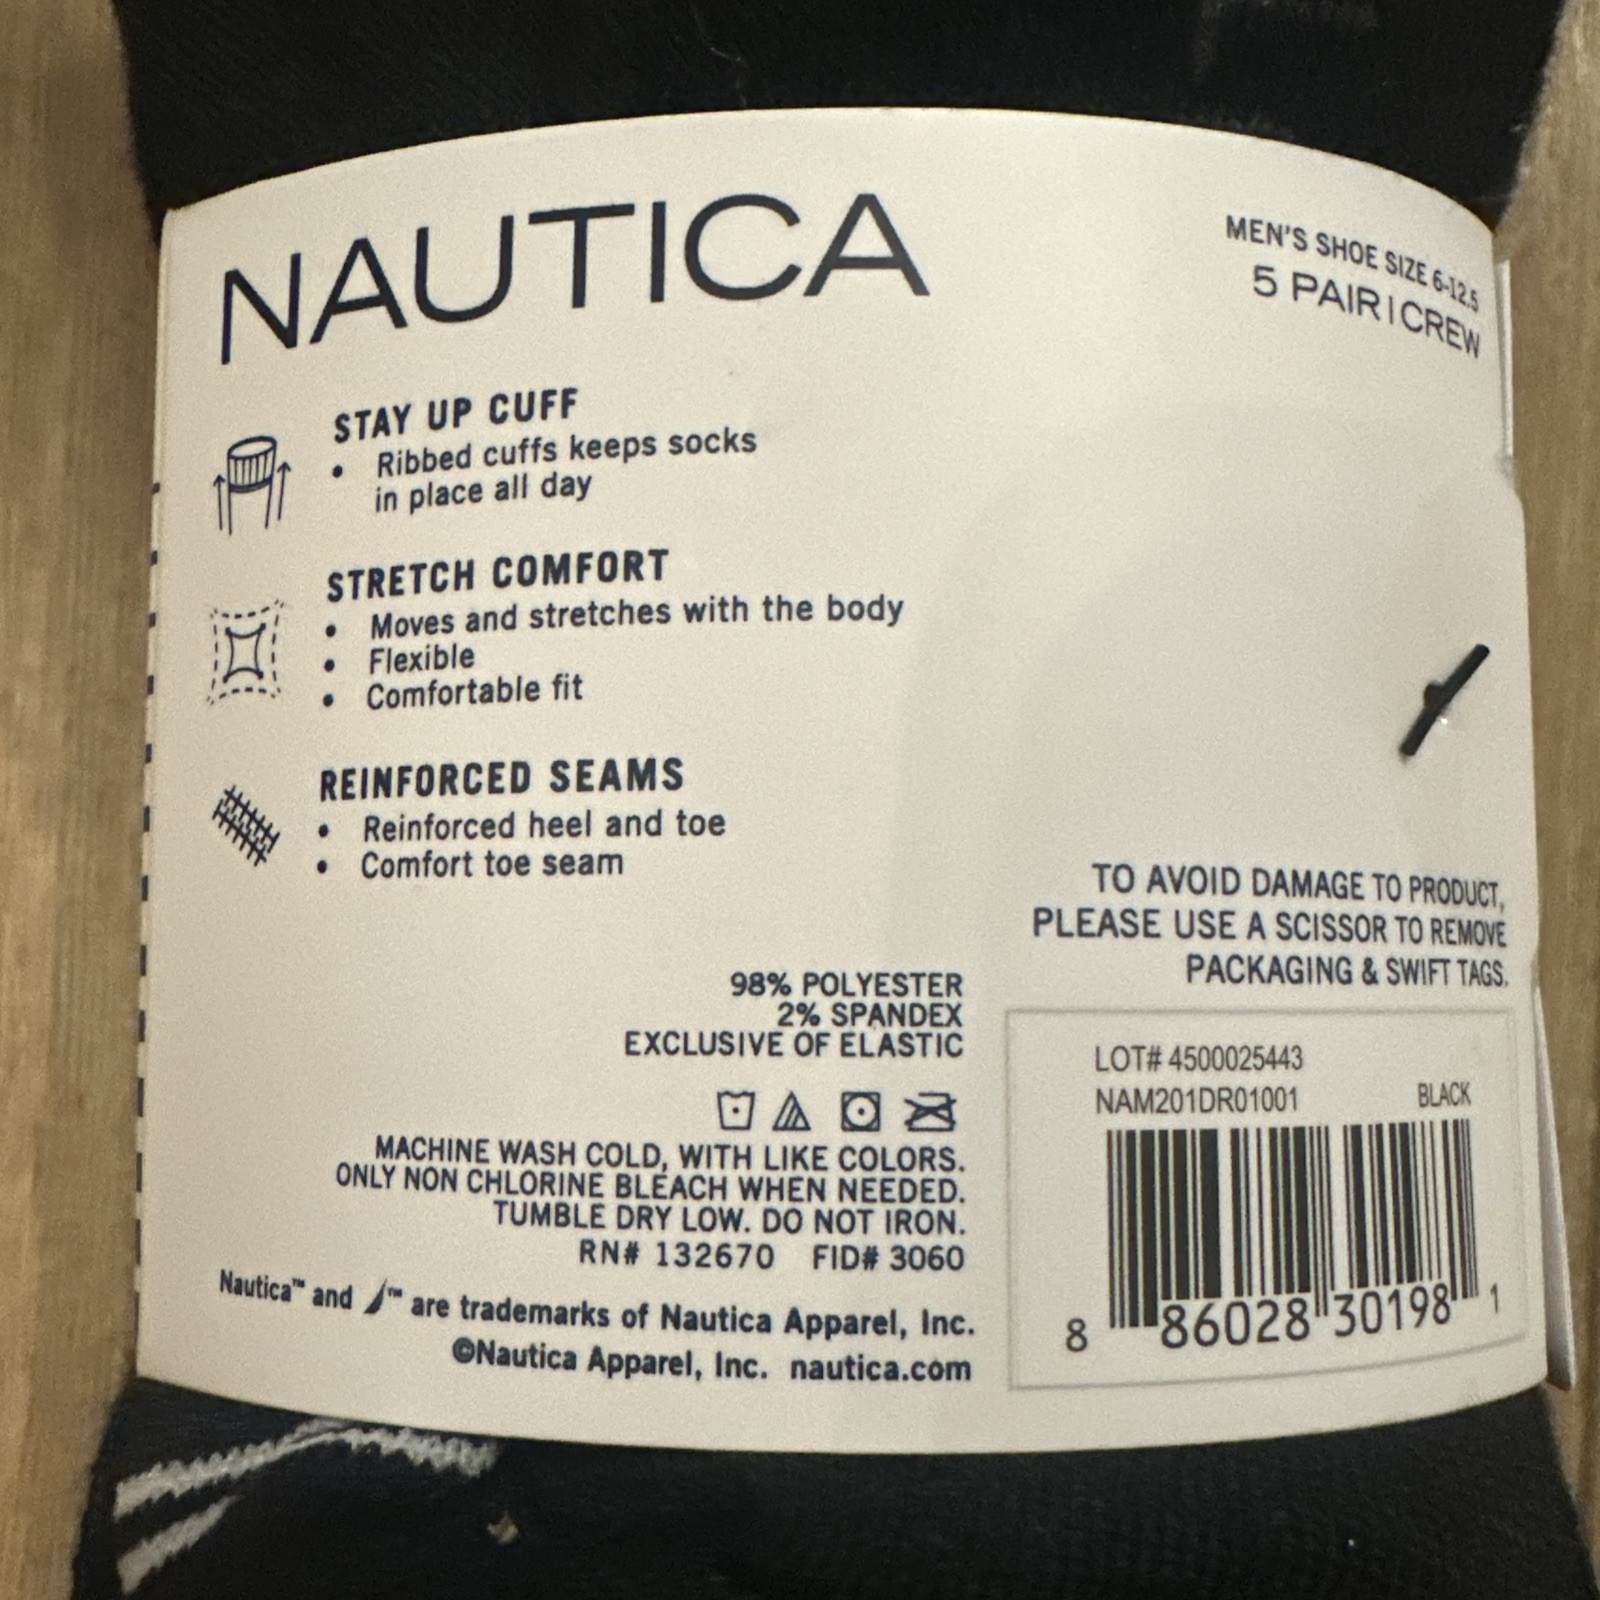 NAUTICA
MEN'S SHOE SIZE 6-12.5
5 PAIR | CREW
STAY UP CUFF
• Ribbed cuffs keeps socks
in place all day
STRETCH COMFORT
• Moves and stretches with the body
• Flexible
• Comfortable fit
REINFORCED SEAMS
• Reinforced heel and toe
• Comfort toe seam
TO AVOID DAMAGE TO PRODUCT,
PLEASE USE A SCISSOR TO REMOVE
PACKAGING & SWIFT TAGS.
98% POLYESTER
2% SPANDEX
EXCLUSIVE OF ELASTIC
MACHINE WASH COLD, WITH LIKE COLORS.
ONLY NON CHLORINE BLEACH WHEN NEEDED.
TUMBLE DRY LOW. DO NOT IRON.
RN# 132670 FID# 3060
Nautica™ and ™ are trademarks of Nautica Apparel, Inc.
©Nautica Apparel, Inc. nautica.com
LOT# 4500025443
NAM201DR01001 BLACK
8 86028 30198 1